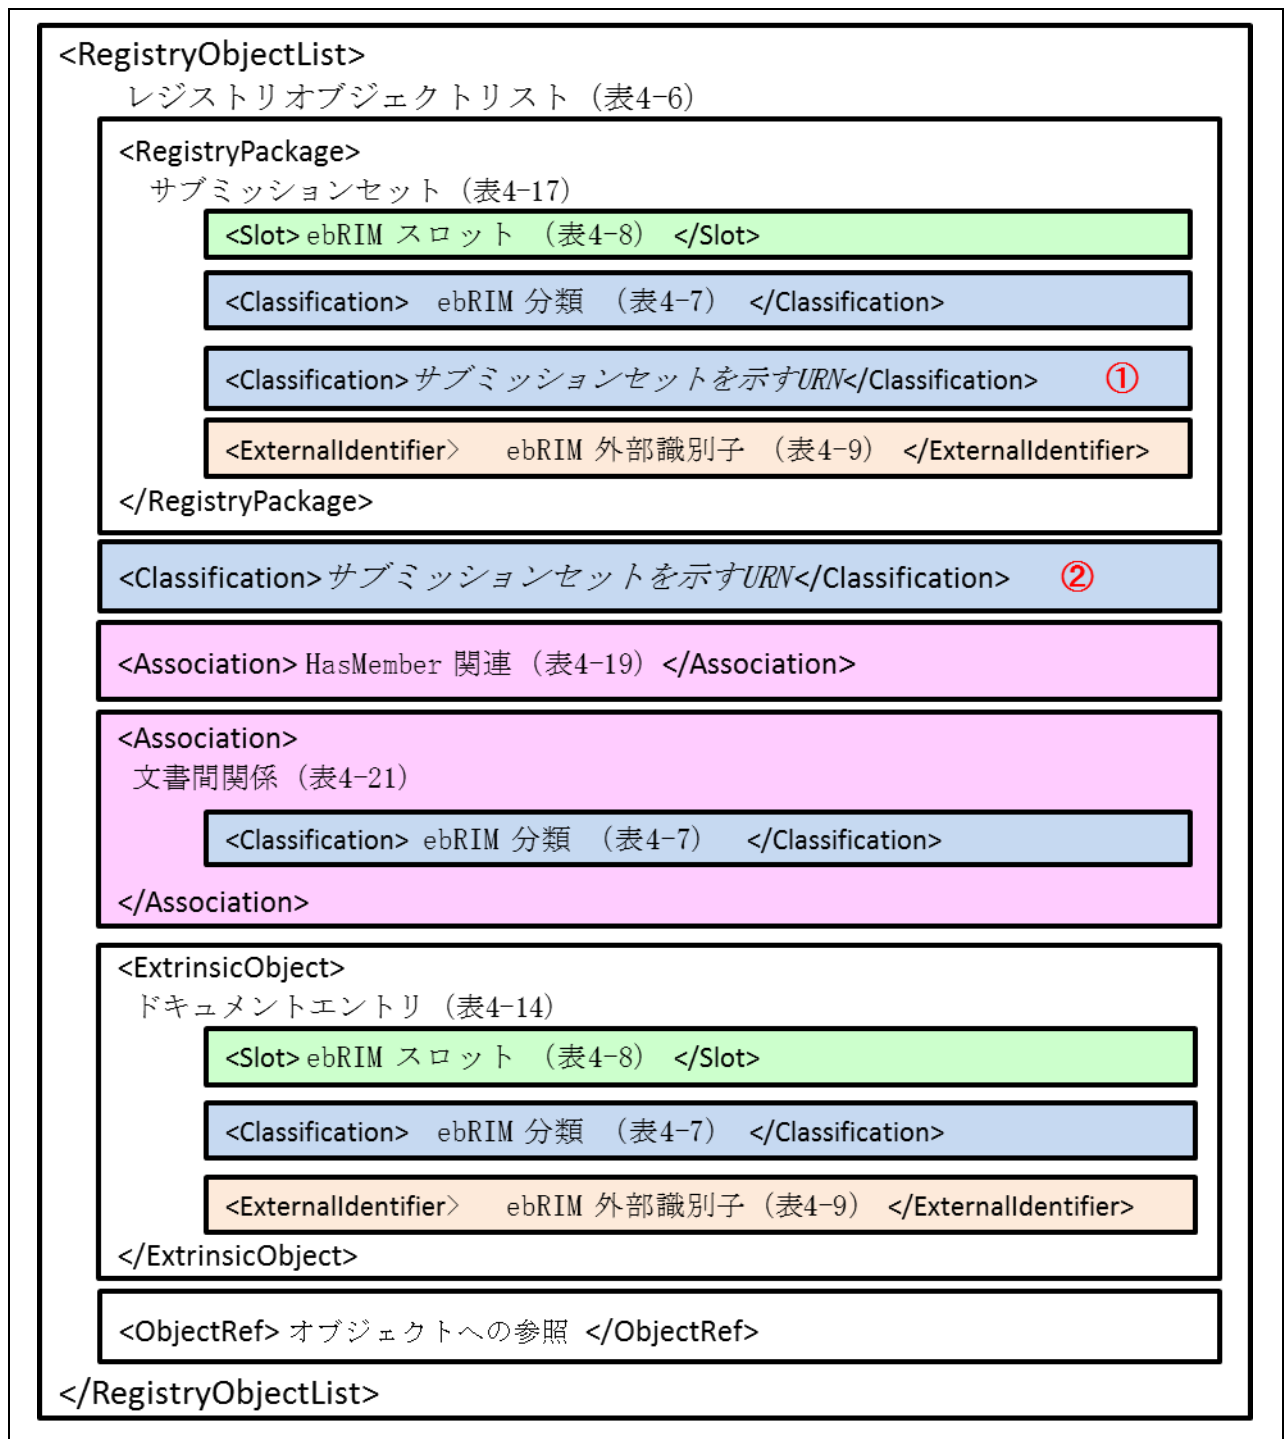 <RegistryObjectList>
レジストリオブジェクトリスト (表4-6)
<RegistryPackage>
サブミッションセット (表4-17)
<Slot> ebRIM スロット (表4-8) </Slot>
<Classification> ebRIM 分類 (表4-7) </Classification>
<Classification>サブミッションセットを示すURN</Classification> ①
<ExternalIdentifier〉 ebRIM 外部識別子 (表4-9) </ExternalIdentifier>
</RegistryPackage>
<Classification>サブミッションセットを示すURN</Classification> ②
<Association> HasMember 関連 (表4-19) </Association>
<Association>
文書間関係 (表4-21)
<Classification> ebRIM 分類 (表4-7) </Classification>
</Association>
<ExtrinsicObject>
ドキュメントエントリ (表4-14)
<Slot> ebRIM スロット (表4-8) </Slot>
<Classification> ebRIM 分類 (表4-7) </Classification>
<ExternalIdentifier〉 ebRIM 外部識別子 (表4-9) </ExternalIdentifier>
</ExtrinsicObject>
<ObjectRef> オブジェクトへの参照 </ObjectRef>
</RegistryObjectList>